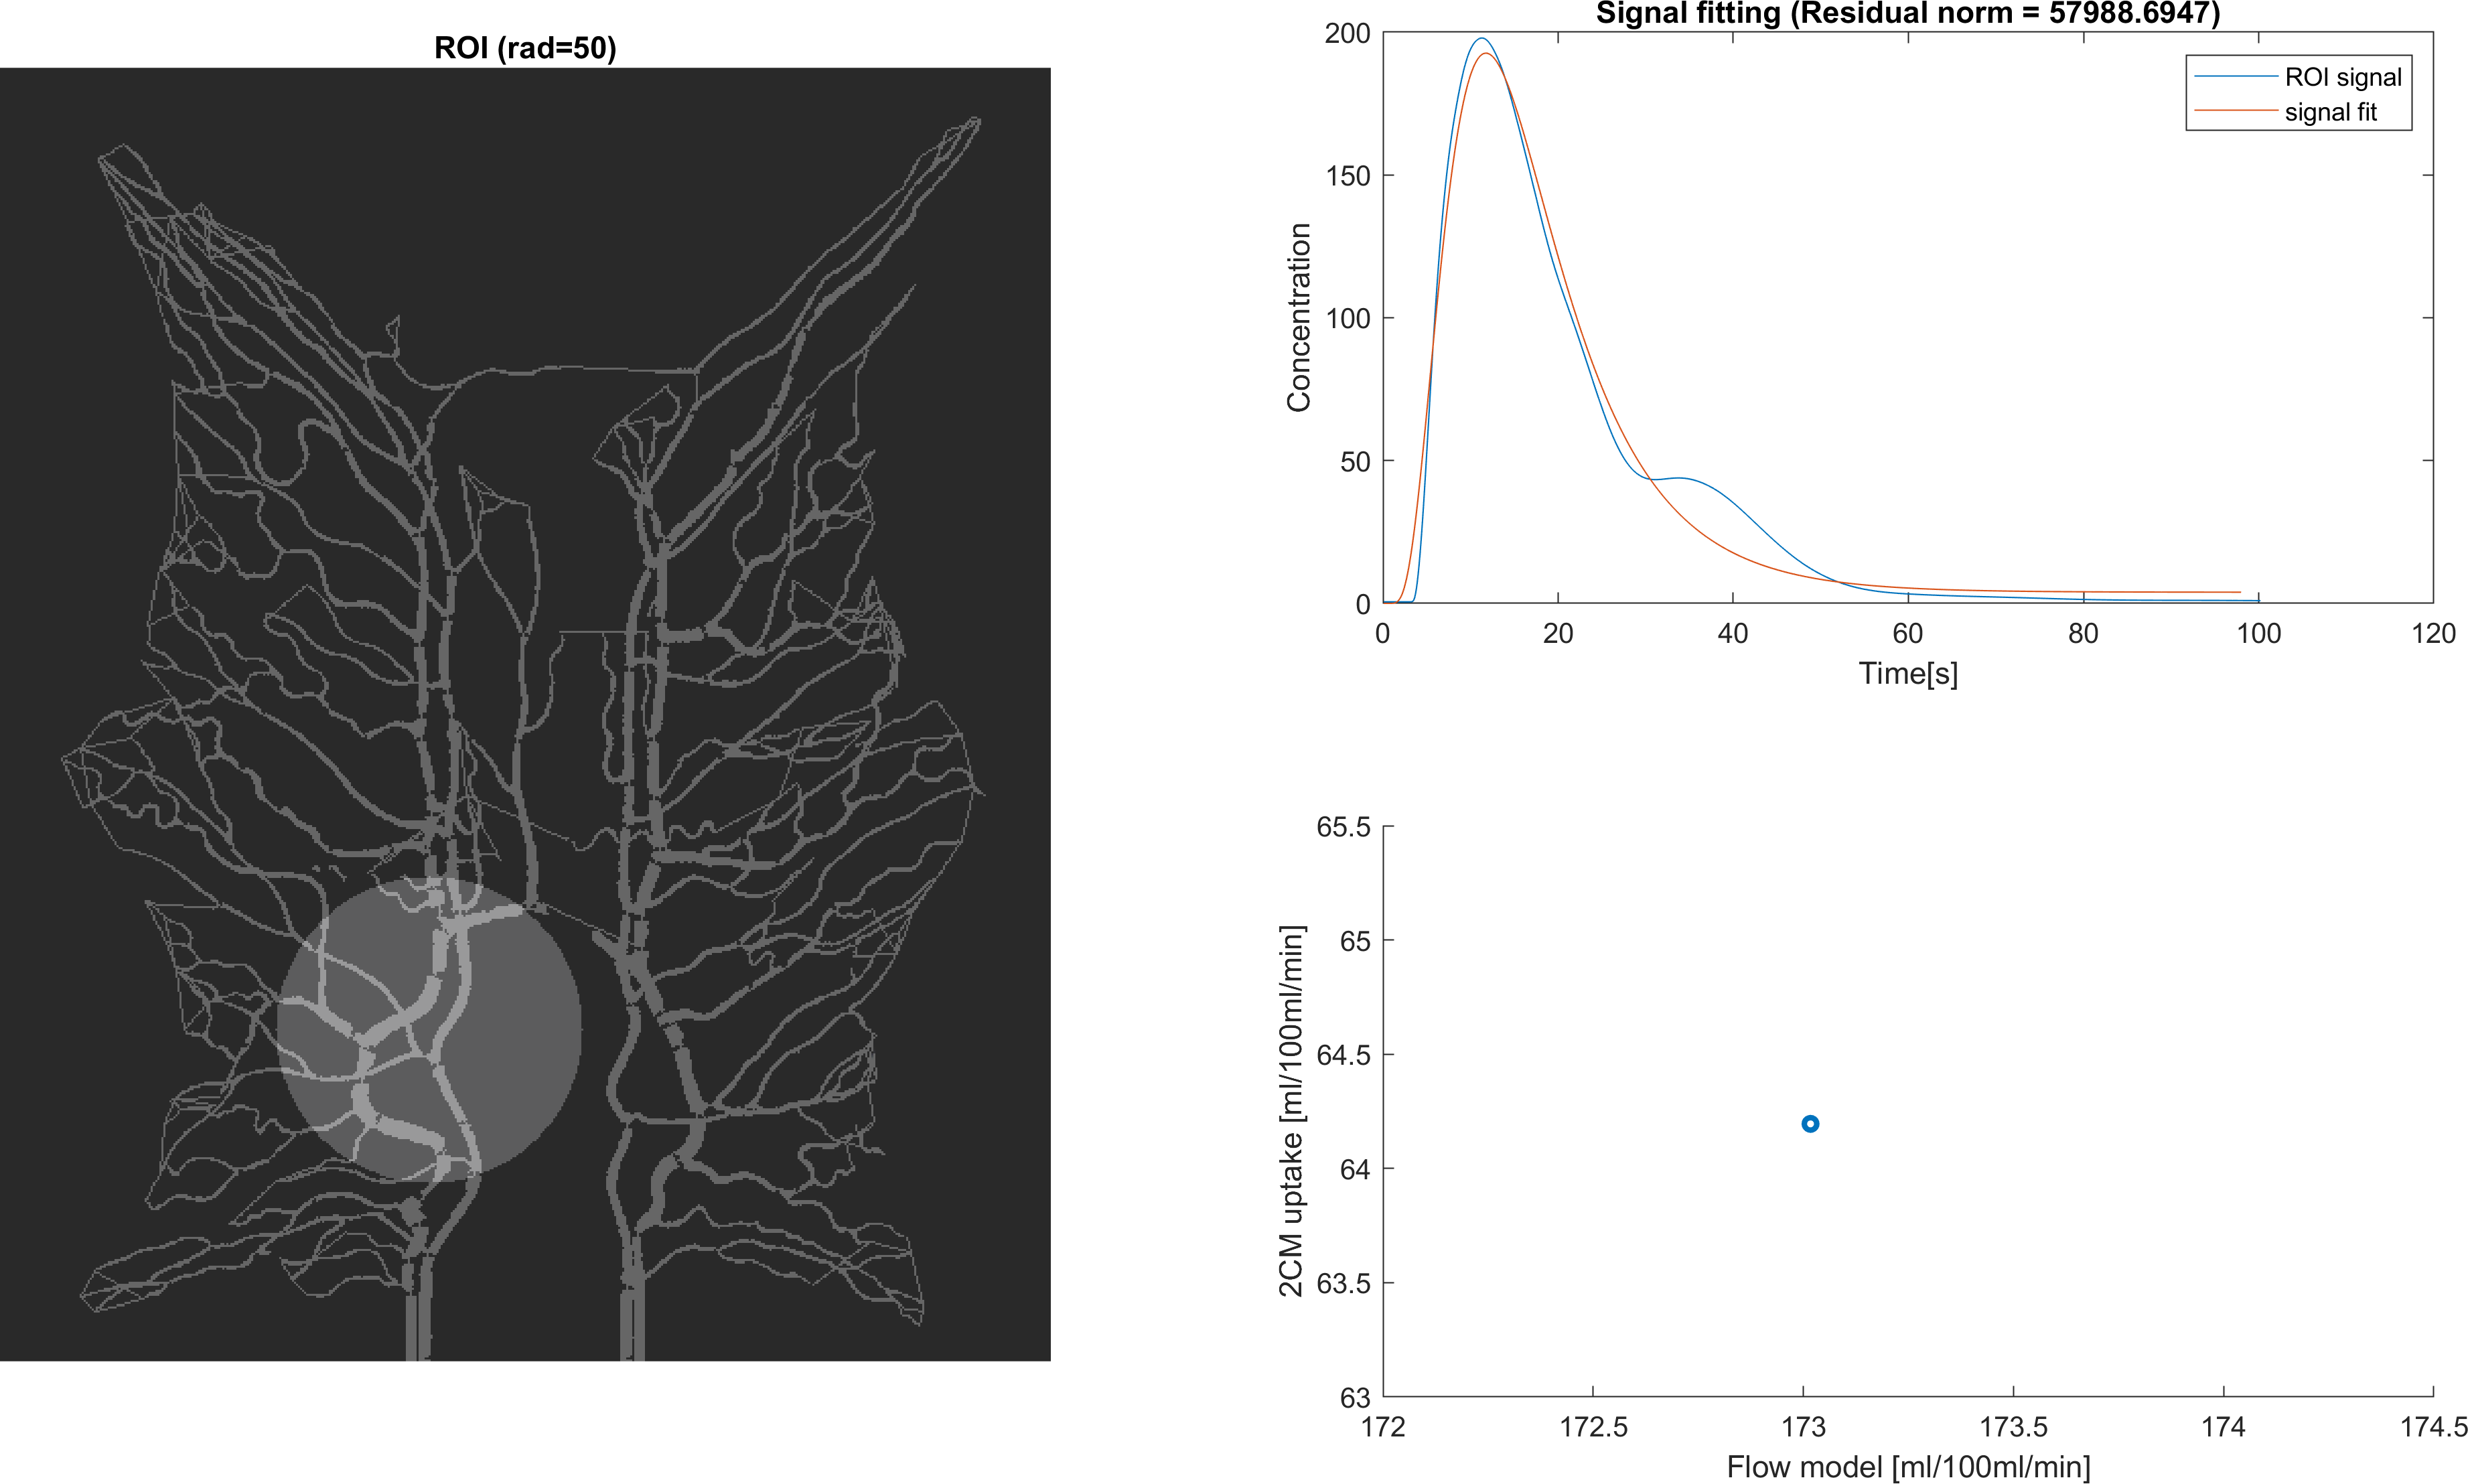 ROI (rad=50)
Signal fitting (Residual norm = 57988.6947)
200
150
100
50
0
Concentration
ROI signal
signal fit
0 20 40 60 80 100 120
Time[s]
65.5
65
64.5
64
63.5
63
2CM uptake [ml/100ml/min]
172 172.5 173 173.5 174 174.5
Flow model [ml/100ml/min]